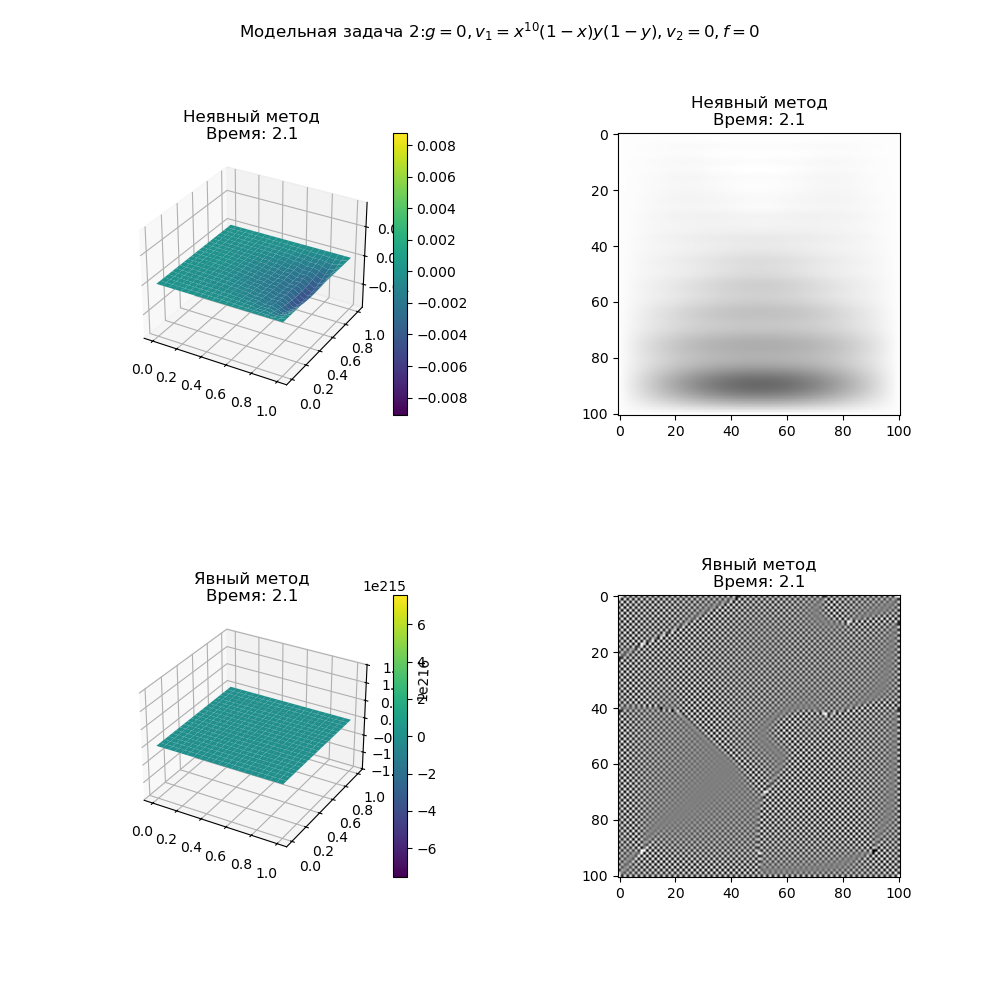 Модельная задача 2:g = 0, v₁ = x¹⁰(1 − x)y(1 − y), v₂ = 0, f = 0
Неявный метод
Время: 2.1
0.008
0.006
0.004
0.002
0.000
−0.002
−0.004
−0.006
−0.008
0.0 0.2 0.4 0.6 0.8 1.0
0.0 0.2 0.4 0.6 0.8 1.0
Неявный метод
Время: 2.1
0
20
40
60
80
100
0 20 40 60 80 100
Явный метод
Время: 2.1
1e215
6
4
2
0
−2
−4
−6
1e216
0.0 0.2 0.4 0.6 0.8 1.0
0.0 0.2 0.4 0.6 0.8 1.0
Явный метод
Время: 2.1
0
20
40
60
80
100
0 20 40 60 80 100